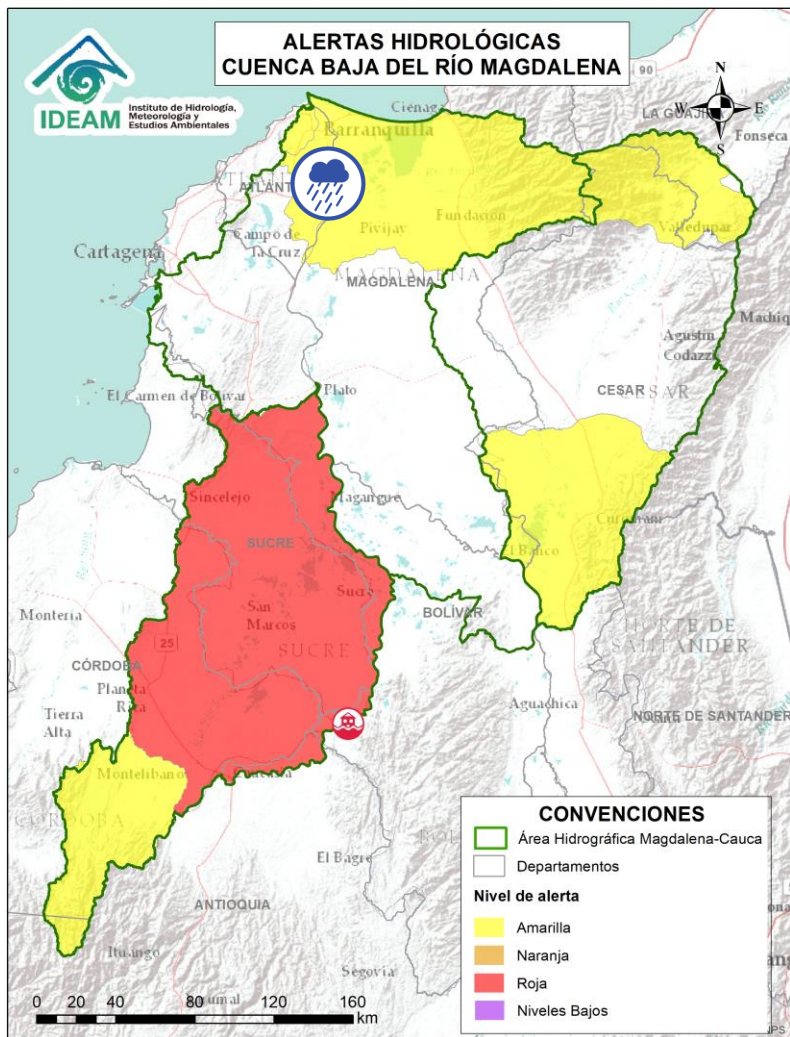 ALERTAS HIDROLÓGICAS
CUENCA BAJA DEL RÍO MAGDALENA
IDEAM
Instituto de Hidrología,
Meteorología y
Estudios Ambientales
N
W
E
S
90
Ciénaga
LA GUAJIRA
Fonseca
Barranquilla
Pivijay
Fundación
Valledupar
Campo de
la Cruz
Cartagena
MAGDALENA
MAGDALENA
Agustín
Codazzi
CESAR
CESAR
El Carmen de Bolívar
Plato
Sincelejo
Magangué
SUCRE
El Banco
Sucre
BOLÍVAR
San
Marcos
Montería
SUCRE
NORTE DE
SANTANDER
25
CÓRDOBA
Planeta
Rica
Tierra
Alta
Aguachica
NORTE DE SANTANDER
Montelíbano
CÓRDOBA
El Bagre
ANTIOQUIA
Ituango
Segovia
0 20 40 80 120 160
km
CONVENCIONES
Área Hidrográfica Magdalena-Cauca
Departamentos
Nivel de alerta
Amarilla
Naranja
Roja
Niveles Bajos